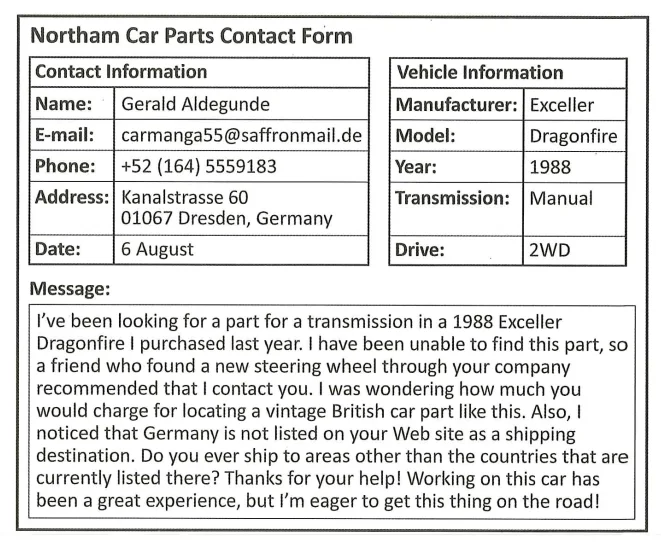 Northam Car Parts Contact Form
Contact Information
Name: Gerald Aldegunde
E-mail: carmanga55@saffronmail.de
Phone: +52 (164) 5559183
Address: Kanalstrasse 60
01067 Dresden, Germany
Date: 6 August
Vehicle Information
Manufacturer: Exceller
Model: Dragonfire
Year: 1988
Transmission: Manual
Drive: 2WD
Message:
I've been looking for a part for a transmission in a 1988 Exceller
Dragonfire I purchased last year. I have been unable to find this part, so
a friend who found a new steering wheel through your company
recommended that I contact you. I was wondering how much you
would charge for locating a vintage British car part like this. Also, I
noticed that Germany is not listed on your Web site as a shipping
destination. Do you ever ship to areas other than the countries that are
currently listed there? Thanks for your help! Working on this car has
been a great experience, but I'm eager to get this thing on the road!